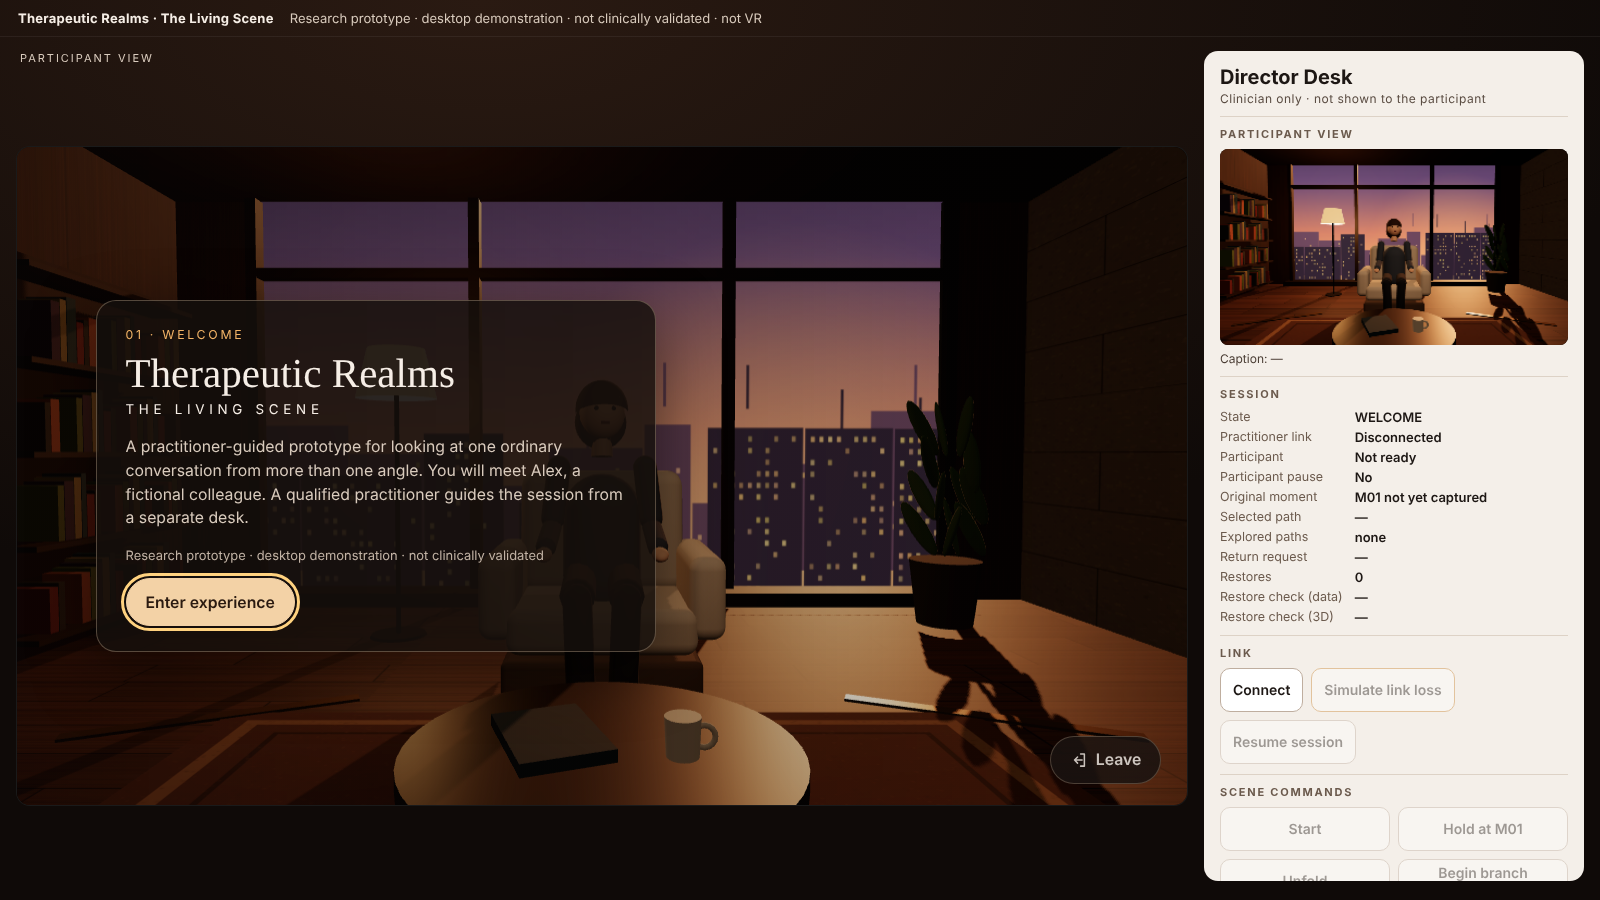 Therapeutic Realms · The Living Scene Research prototype · desktop demonstration · not clinically validated · not VR
PARTICIPANT VIEW
01 · WELCOME
Therapeutic Realms
THE LIVING SCENE
A practitioner-guided prototype for looking at one ordinary
conversation from more than one angle. You will meet Alex, a
fictional colleague. A qualified practitioner guides the session from
a separate desk.
Research prototype · desktop demonstration · not clinically validated
Enter experience
Leave
Director Desk
Clinician only · not shown to the participant
PARTICIPANT VIEW
Caption: —
SESSION
State WELCOME
Practitioner link Disconnected
Participant Not ready
Participant pause No
Original moment M01 not yet captured
Selected path —
Explored paths none
Return request —
Restores 0
Restore check (data) —
Restore check (3D) —
LINK
Connect Simulate link loss
Resume session
SCENE COMMANDS
Start Hold at M01
Unfold Begin branch